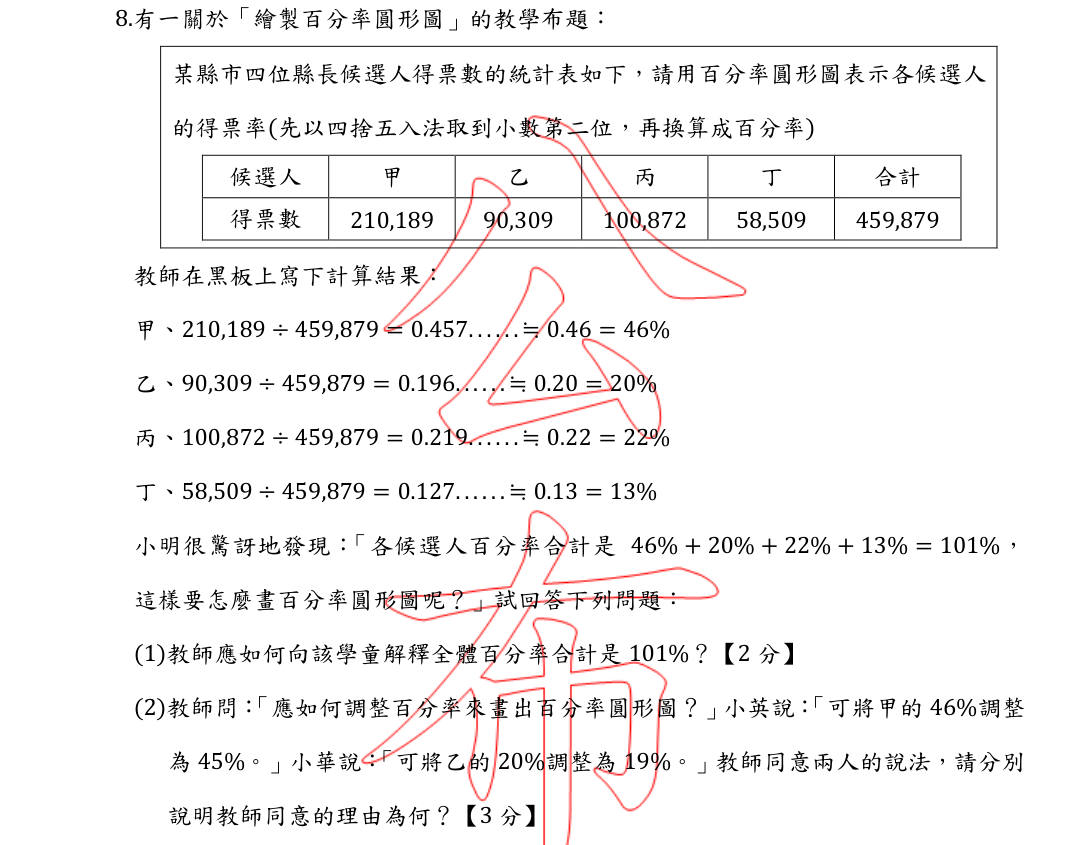 8.有一關於「繪製百分率圓形圖」的教學布題：
某縣市四位縣長候選人得票數的統計表如下，請用百分率圓形圖表示各候選人
的得票率(先以四捨五入法取到小數第二位，再換算成百分率)
候選人 甲 乙 丙 丁 合計
得票數 210,189 90,309 100,872 58,509 459,879
教師在黑板上寫下計算結果：
甲、210,189 ÷ 459,879 = 0.457……≒ 0.46 = 46%
乙、90,309 ÷ 459,879 = 0.196……≒ 0.20 = 20%
丙、100,872 ÷ 459,879 = 0.219……≒ 0.22 = 22%
丁、58,509 ÷ 459,879 = 0.127……≒ 0.13 = 13%
小明很驚訝地發現：「各候選人百分率合計是 46% + 20% + 22% + 13% = 101%，
這樣要怎麼畫百分率圓形圖呢？」試回答下列問題：
(1)教師應如何向該學童解釋全體百分率合計是 101%？【2 分】
(2)教師問：「應如何調整百分率來畫出百分率圓形圖？」小英說：「可將甲的 46%調整
為 45%。」小華說：「可將乙的 20%調整為 19%。」教師同意兩人的說法，請分別
說明教師同意的理由為何？【3 分】
公
布